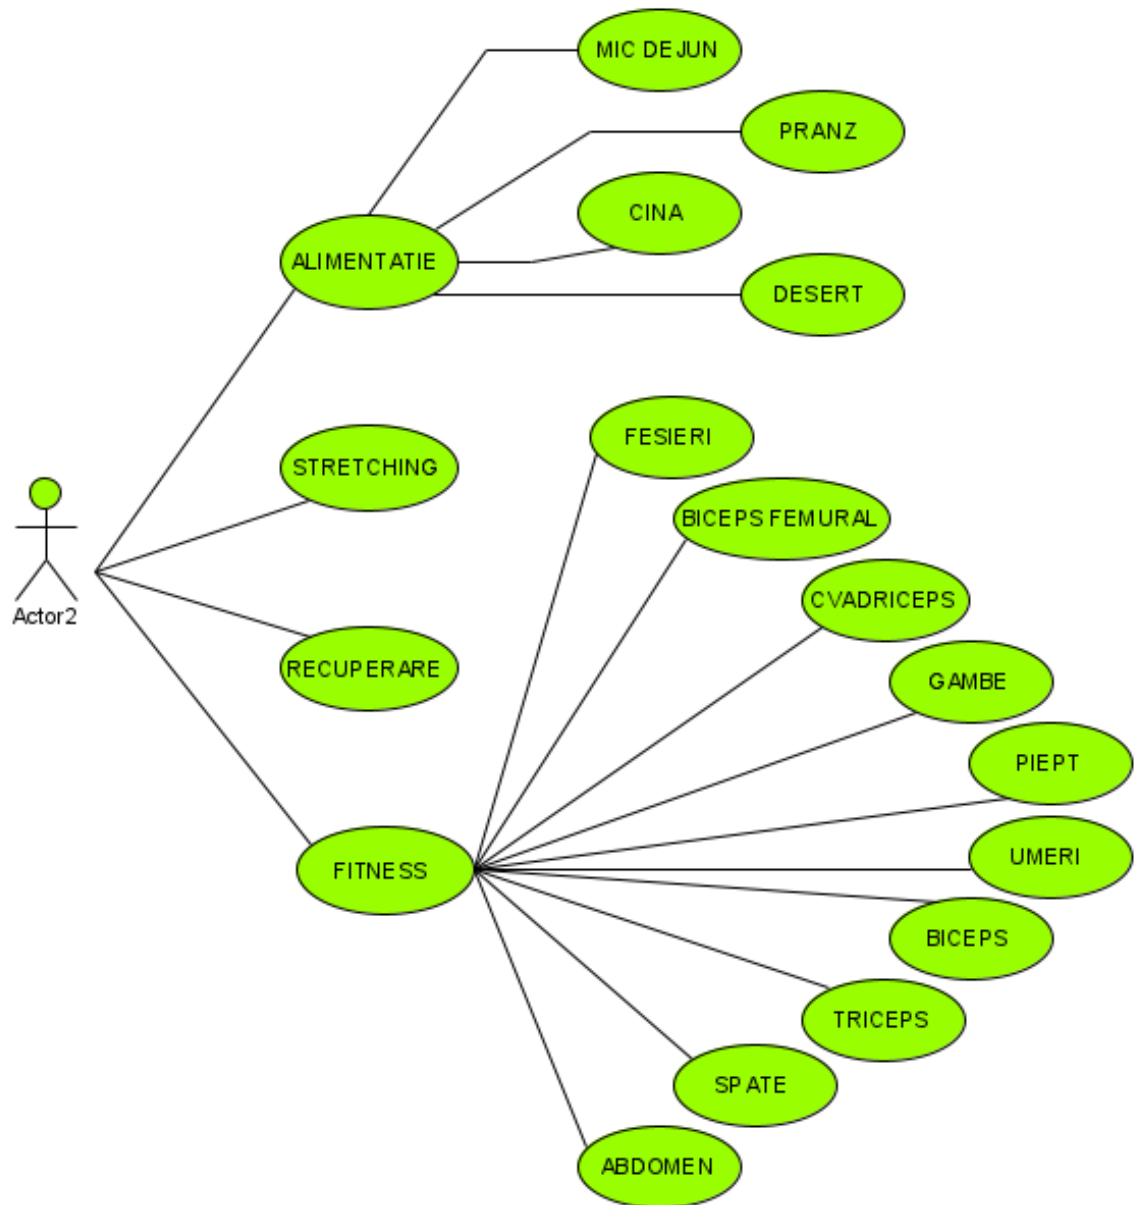 MIC DEJUN
PRANZ
CINA
ALIMENTATIE
DESERT
FESIERI
STRETCHING
BICEPS FEMURAL
CVADRICEPS
Actor2
RECUPERARE
GAMBE
PIEPT
UMERI
FITNESS
BICEPS
TRICEPS
SPATE
ABDOMEN